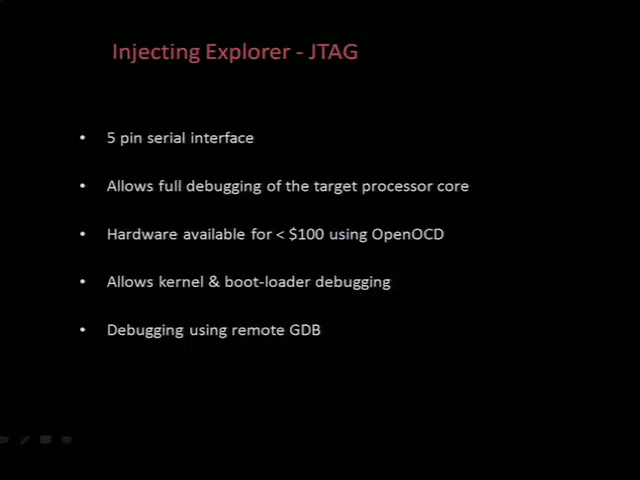 Injecting Explorer - JTAG
• 5 pin serial interface
• Allows full debugging of the target processor core
• Hardware available for < $100 using OpenOCD
• Allows kernel & boot-loader debugging
• Debugging using remote GDB